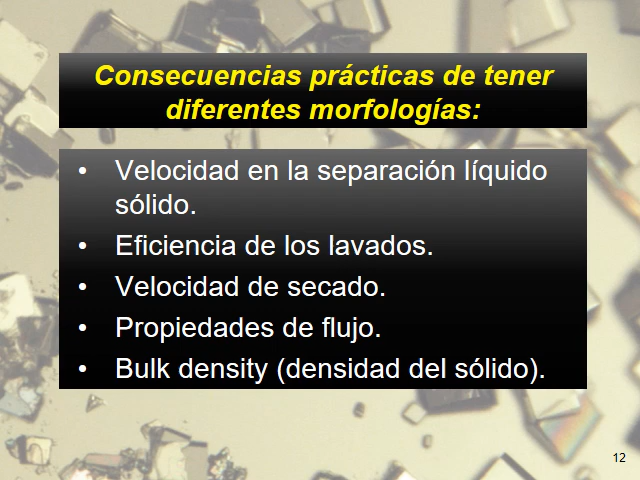 Consecuencias prácticas de tener
diferentes morfologías:
• Velocidad en la separación líquido
sólido.
• Eficiencia de los lavados.
• Velocidad de secado.
• Propiedades de flujo.
• Bulk density (densidad del sólido).
12